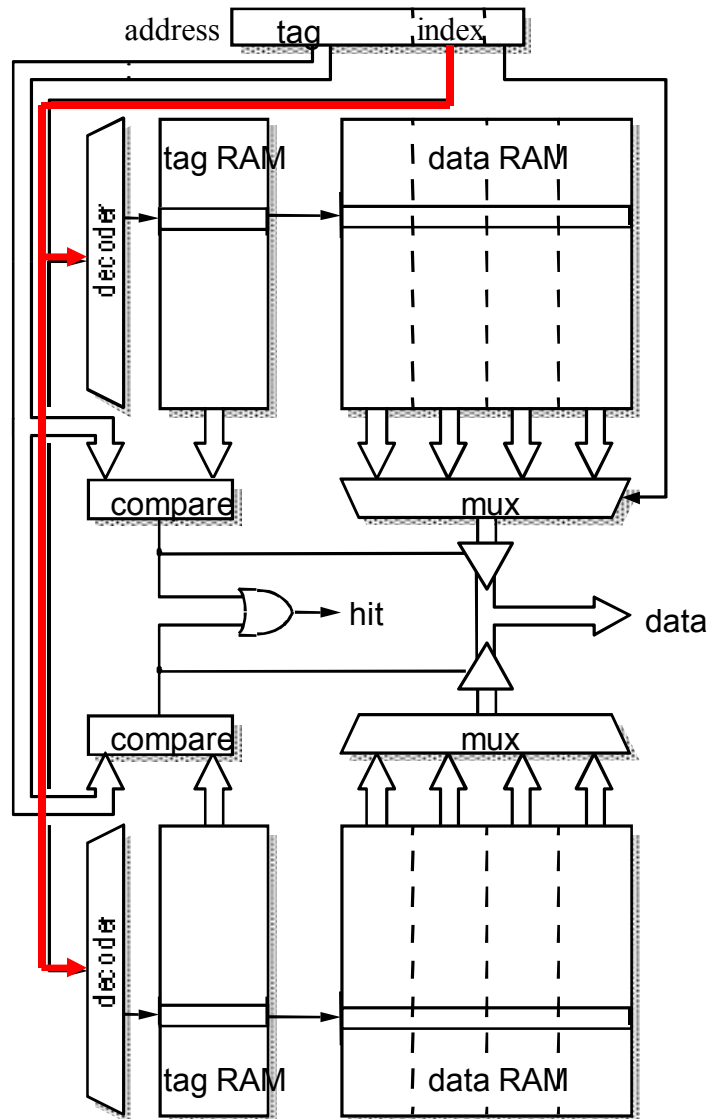 address tag index
tag RAM data RAM
decoder
compare mux
hit
data
compare mux
decoder
tag RAM data RAM